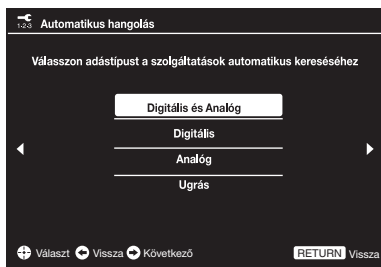 1-2-3 Automatikus hangolás
Válasszon adástípust a szolgáltatások automatikus kereséséhez
Digitális és Analóg
Digitális
Analóg
Ugrás
Választ Vissza Következő RETURN Vissza